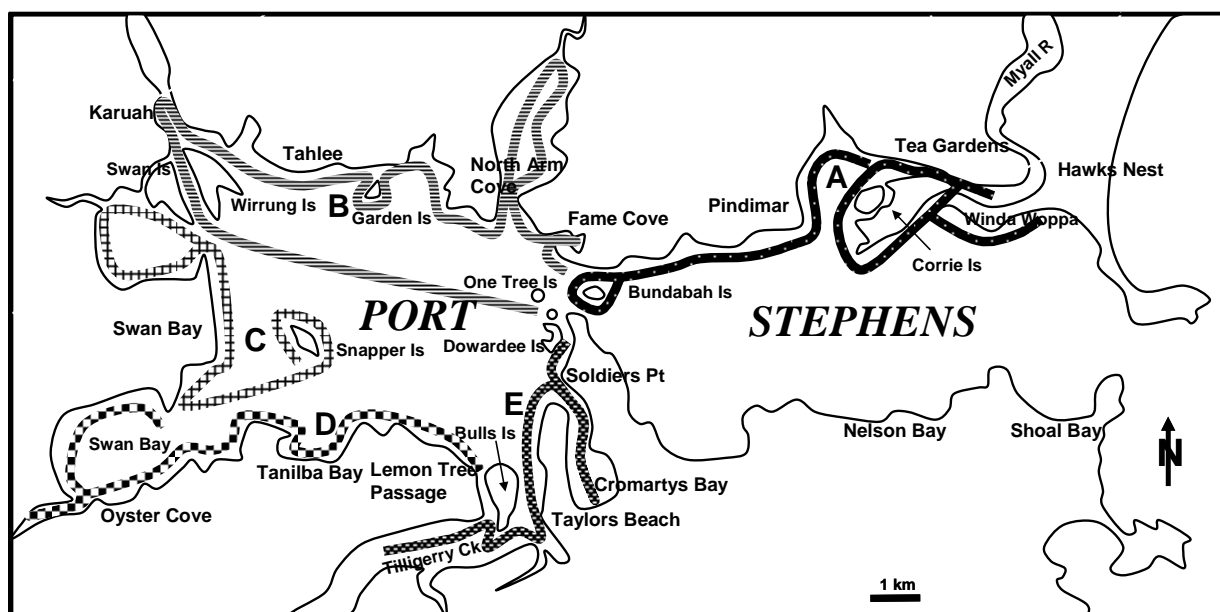 Myall R
Karuah
Tea Gardens
Tahlee
Swan Is
North Arm
Cove
Hawks Nest
A
Wirrung Is
B
Garden Is
Fame Cove
Pindimar
Winda Woppa
Corrie Is
One Tree Is
Bundabah Is
PORT
STEPHENS
Swan Bay
C
Snapper Is
Dowardee Is
Soldiers Pt
E
D
Bulls Is
Swan Bay
Nelson Bay
Shoal Bay
Tanilba Bay
Lemon Tree
Passage
N
Cromartys Bay
Oyster Cove
Taylors Beach
Tilligerry Ck
1 km